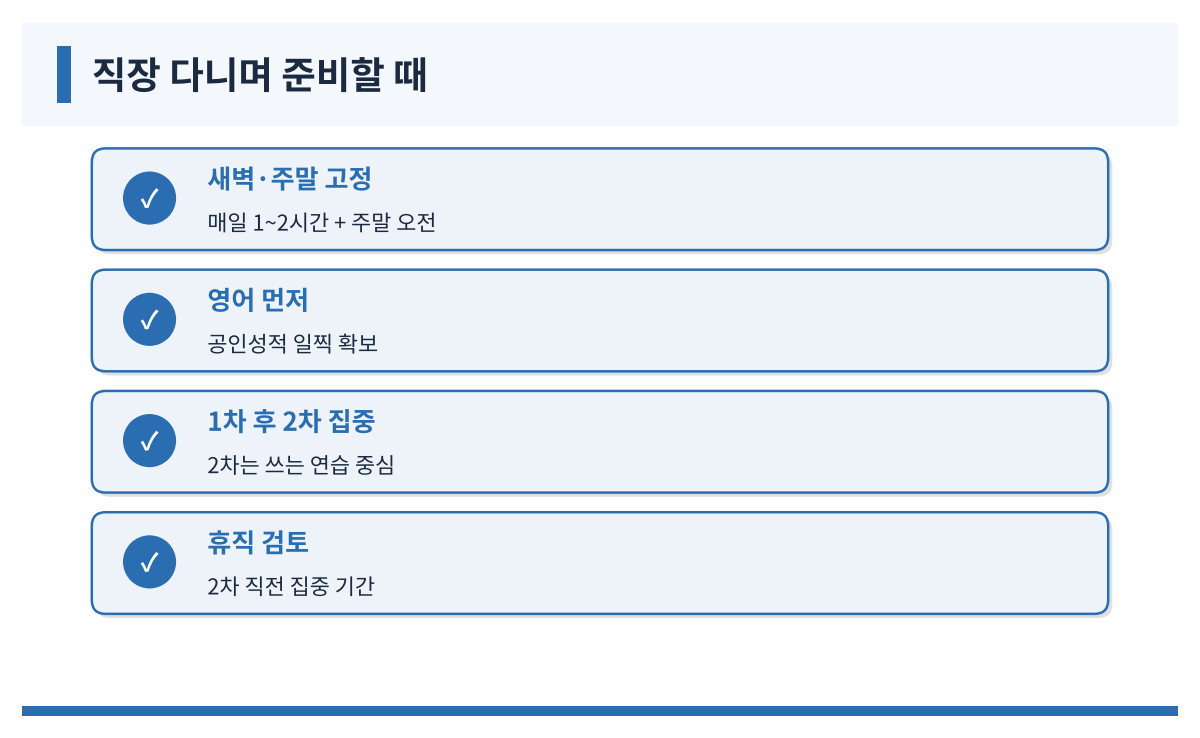 직장 다니며 준비할 때
✓
새벽·주말 고정
매일 1~2시간 + 주말 오전
✓
영어 먼저
공인성적 일찍 확보
✓
1차 후 2차 집중
2차는 쓰는 연습 중심
✓
휴직 검토
2차 직전 집중 기간